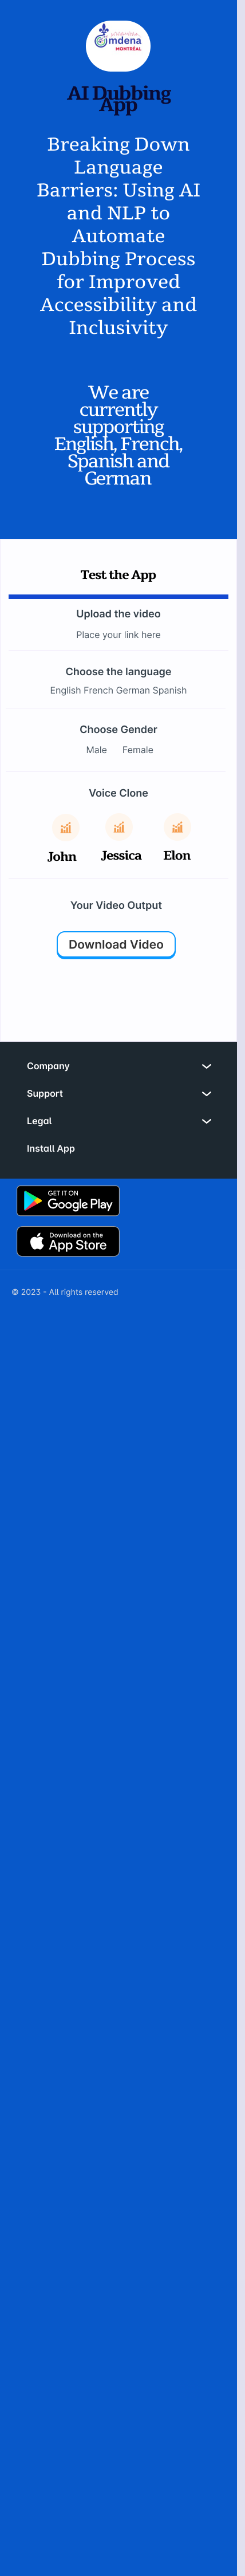 omdena
MONTRÉAL
AI Dubbing
App
Breaking Down
Language
Barriers: Using AI
and NLP to
Automate
Dubbing Process
for Improved
Accessibility and
Inclusivity
We are
currently
supporting
English, French,
Spanish and
German
Test the App
Upload the video
Place your link here
Choose the language
English French German Spanish
Choose Gender
Male Female
Voice Clone
John Jessica Elon
Your Video Output
Download Video
Company
Support
Legal
Install App
GET IT ON
Google Play
Download on the
App Store
© 2023 - All rights reserved